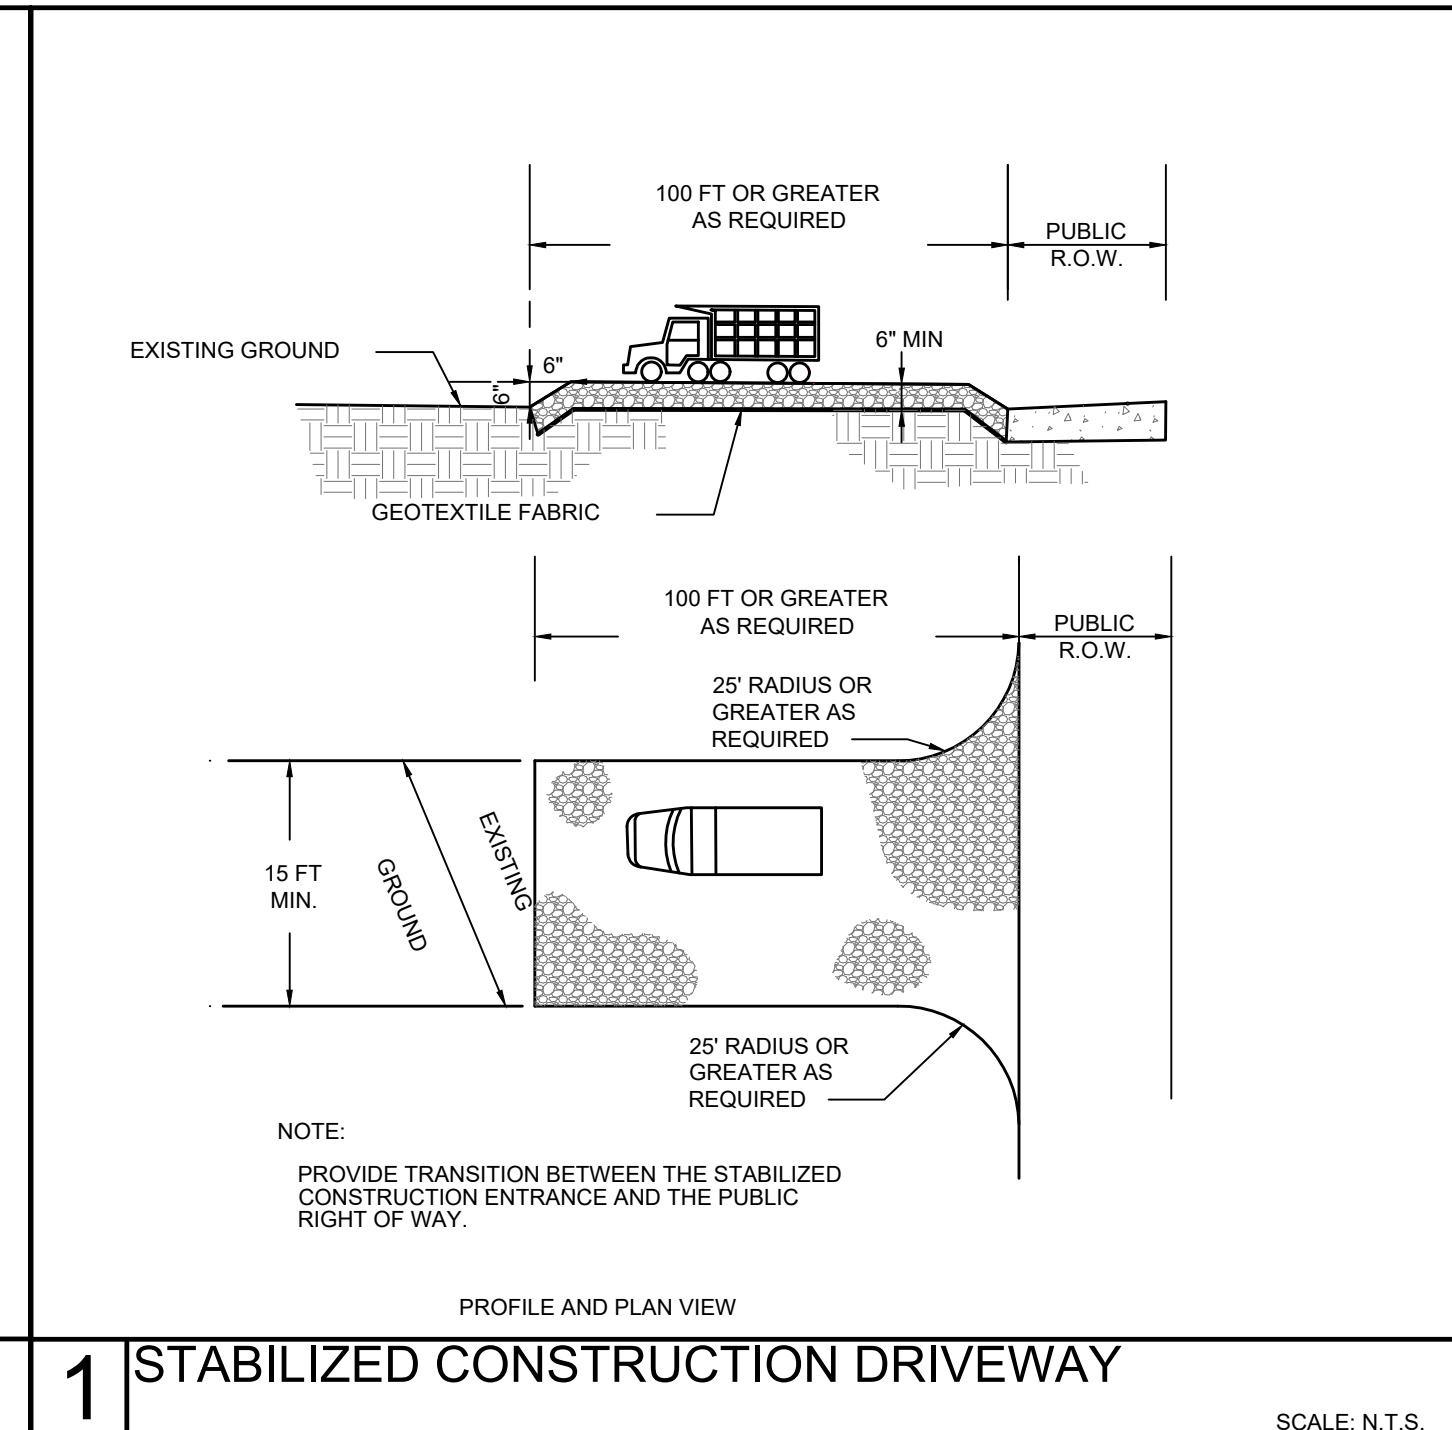 100 FT OR GREATER
AS REQUIRED
PUBLIC
R.O.W.
EXISTING GROUND
6"
6"
6" MIN
GEOTEXTILE FABRIC
100 FT OR GREATER
AS REQUIRED
PUBLIC
R.O.W.
25' RADIUS OR
GREATER AS
REQUIRED
15 FT
MIN.
EXISTING
GROUND
25' RADIUS OR
GREATER AS
REQUIRED
NOTE:
PROVIDE TRANSITION BETWEEN THE STABILIZED
CONSTRUCTION ENTRANCE AND THE PUBLIC
RIGHT OF WAY.
PROFILE AND PLAN VIEW
1
STABILIZED CONSTRUCTION DRIVEWAY
SCALE: N.T.S.